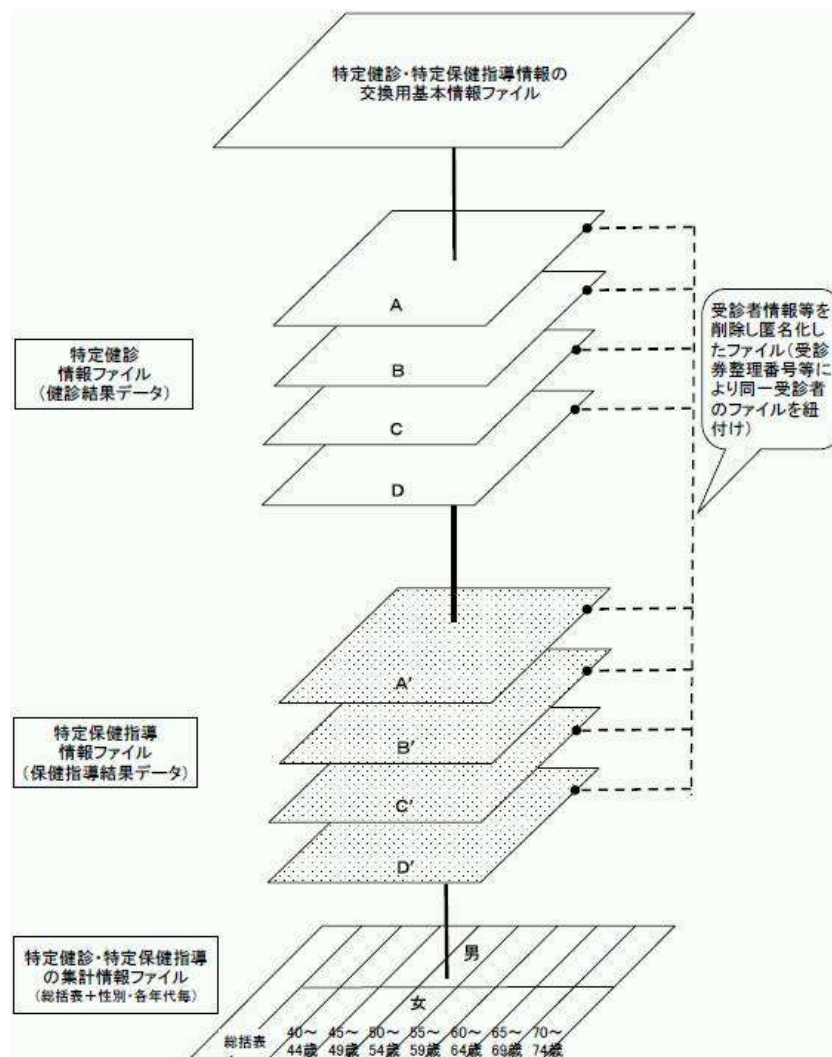 特定健診・特定保健指導情報の
交換用基本情報ファイル
A
B
C
D
特定健診
情報ファイル
(健診結果データ)
受診者情報等を
削除し匿名化し
たファイル(受診
券整理番号等に
より同一受診者
のファイルを紐
付け)
A'
B'
C'
D'
特定保健指導
情報ファイル
(保健指導結果データ)
特定健診・特定保健指導
の集計情報ファイル
(総括表+性別・各年代毎)
男
女
総括表
40~ 45~ 50~ 55~ 60~ 65~ 70~
44歳 49歳 54歳 59歳 64歳 69歳 74歳